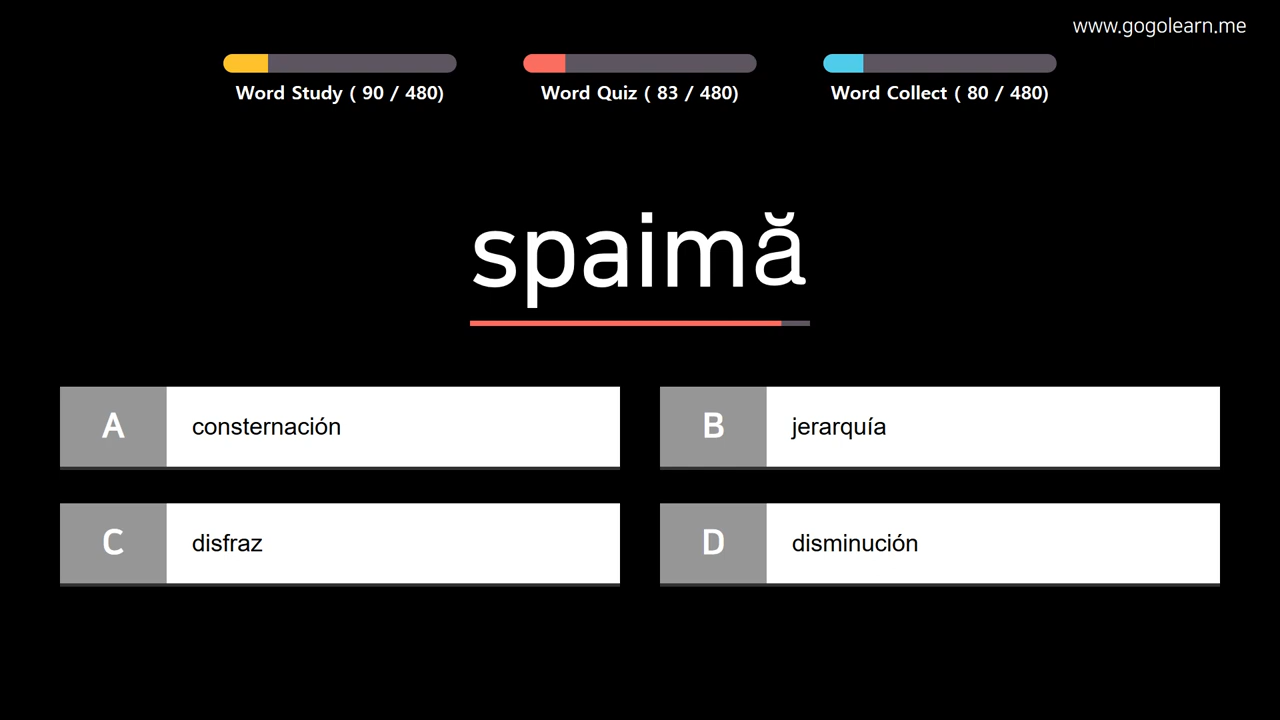 www.gogolearn.me
Word Study ( 90 / 480)
Word Quiz ( 83 / 480)
Word Collect ( 80 / 480)
spaimă
A consternación
B jerarquía
C disfraz
D disminución